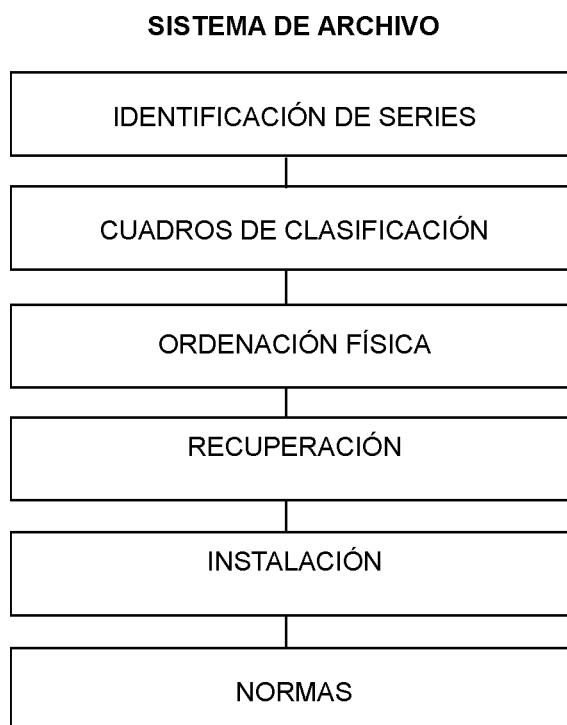 SISTEMA DE ARCHIVO
IDENTIFICACIÓN DE SERIES
CUADROS DE CLASIFICACIÓN
ORDENACIÓN FÍSICA
RECUPERACIÓN
INSTALACIÓN
NORMAS